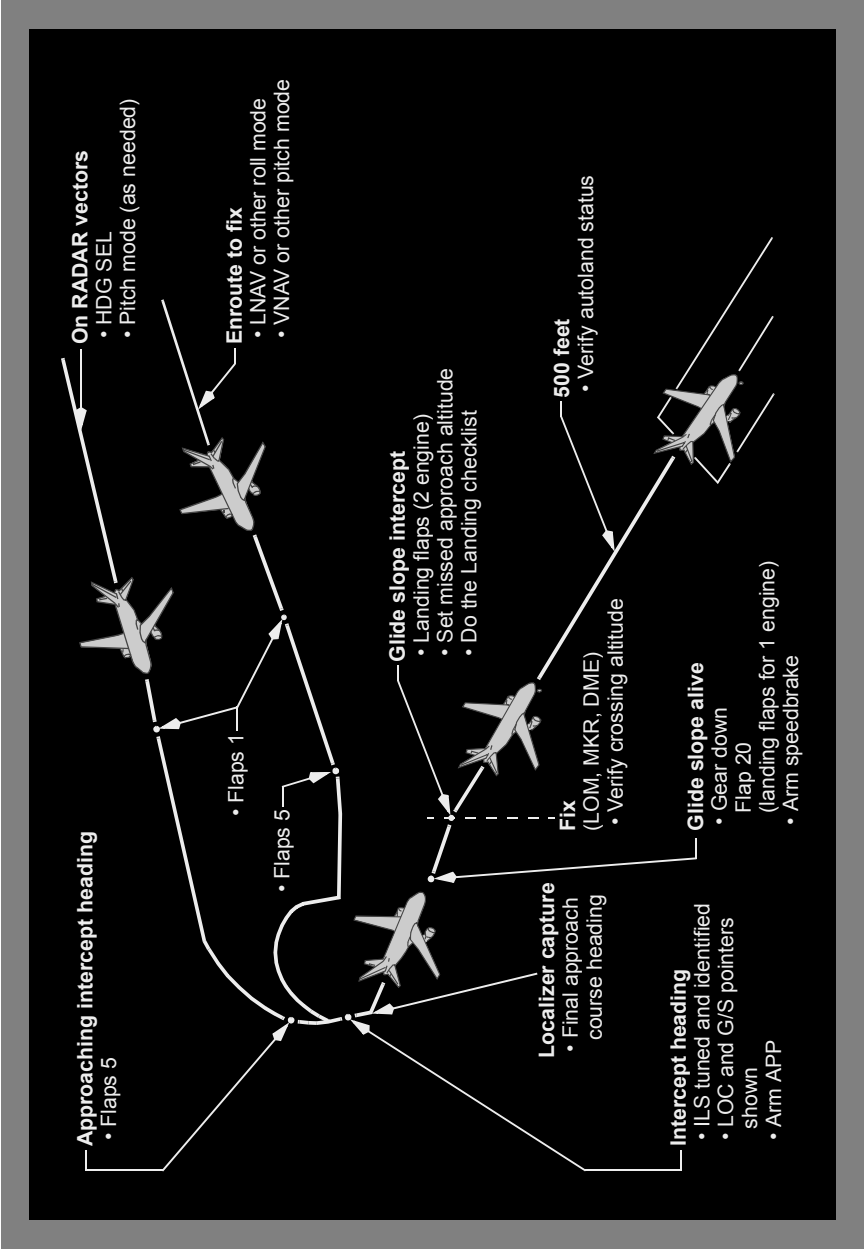 On RADAR vectors
• HDG SEL
• Pitch mode (as needed)
Enroute to fix
• LNAV or other roll mode
• VNAV or other pitch mode
Approaching intercept heading
• Flaps 5
• Flaps 1
• Flaps 5
Intercept heading
• ILS tuned and identified
• LOC and G/S pointers
shown
• Arm APP
Localizer capture
• Final approach
course heading
Glide slope alive
• Gear down
Flap 20
(landing flaps for 1 engine)
• Arm speedbrake
Glide slope intercept
• Landing flaps (2 engine)
• Set missed approach altitude
• Do the Landing checklist
Fix
(LOM, MKR, DME)
• Verify crossing altitude
500 feet
• Verify autoland status